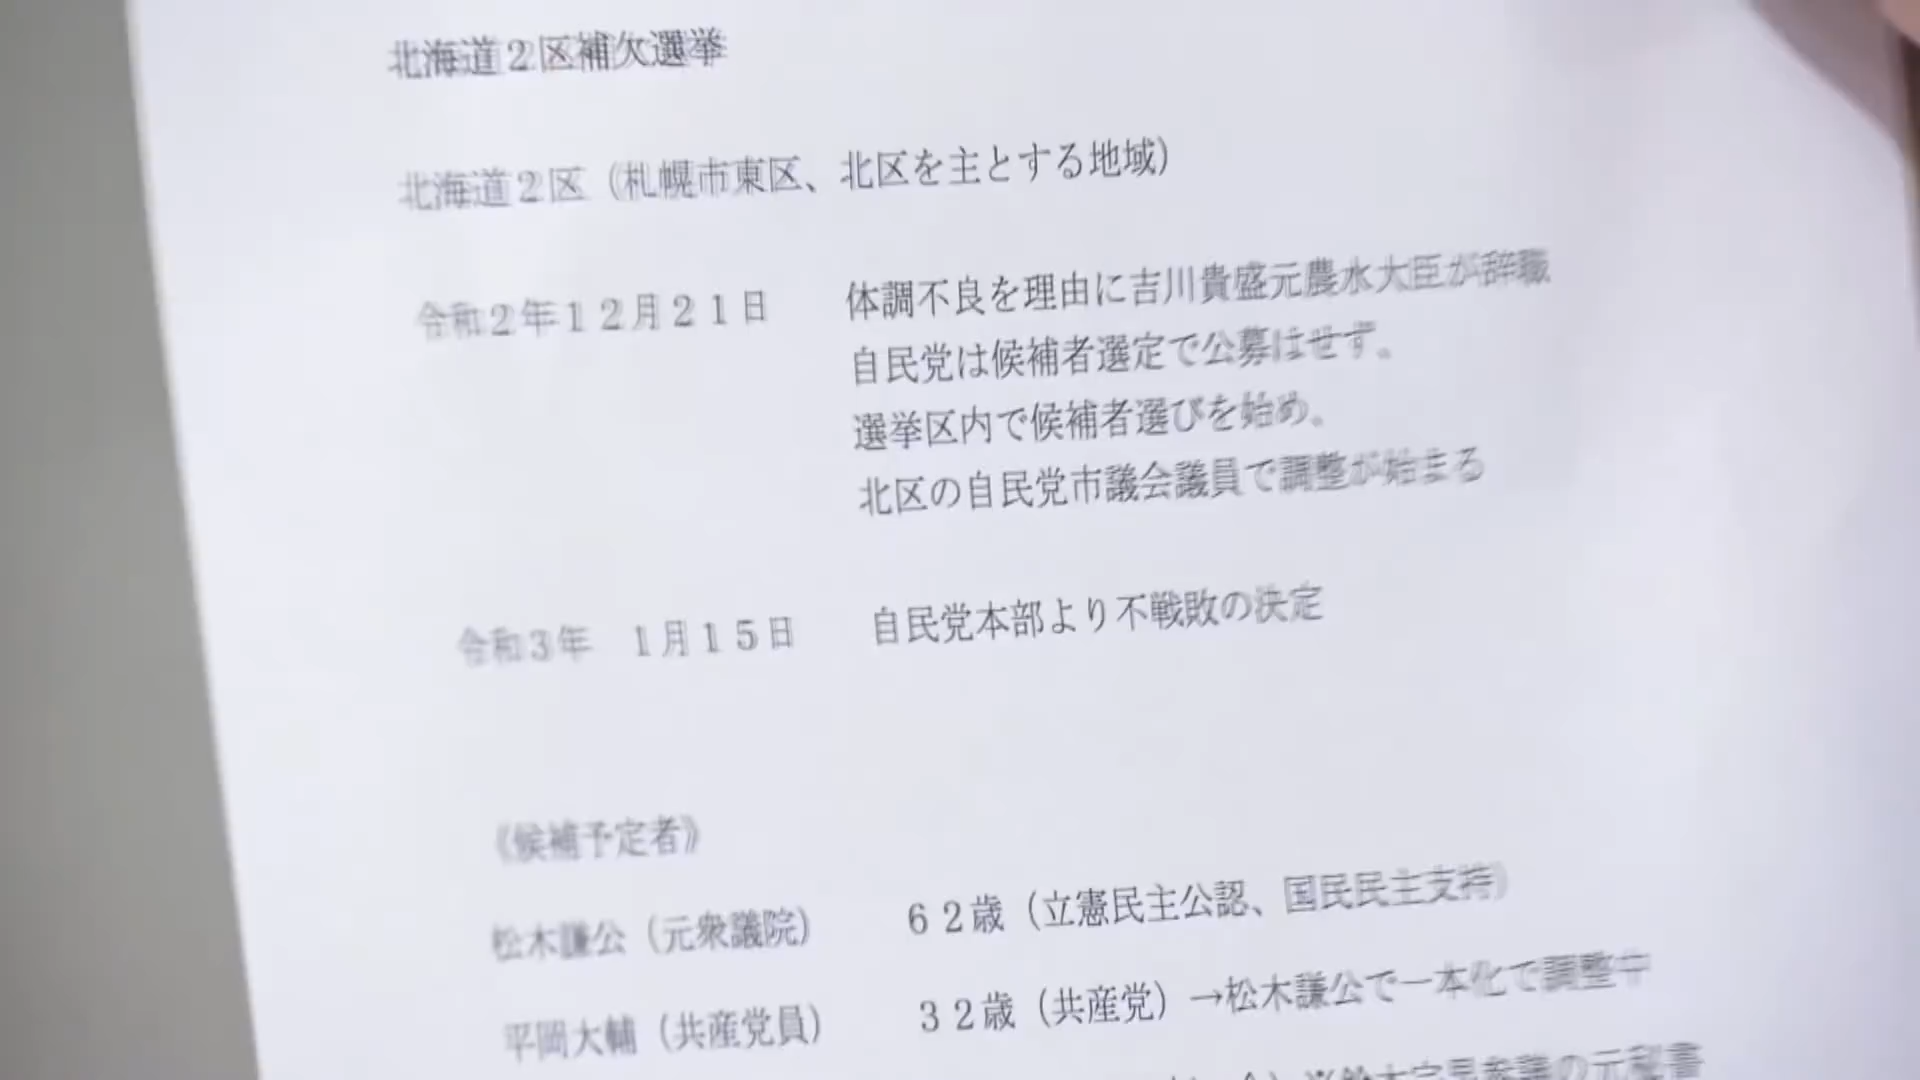 北海道2区補欠選挙
北海道2区(札幌市東区、北区を主とする地域)
令和2年12月21日 体調不良を理由に吉川貴盛元農水大臣が辞職
自民党は候補者選定で公募はせず。
選挙区内で候補者選びを始め。
北区の自民党市議会議員で調整が始まる
令和3年 1月15日 自民党本部より不戦敗の決定
《候補予定者》
松木謙公(元衆議院) 62歳(立憲民主公認、国民民主支持)
平岡大輔(共産党員) 32歳(共産党)→松木謙公で一本化で調整中
の元秘書